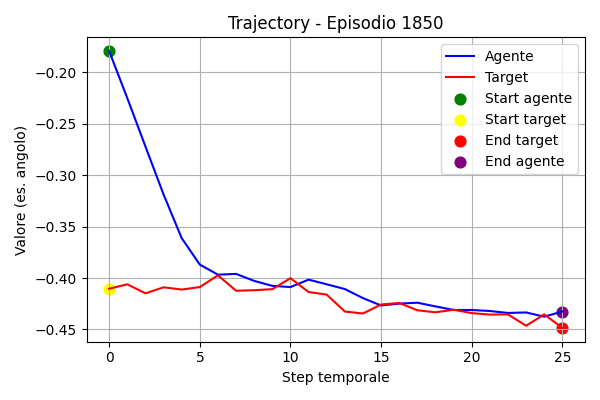 Trajectory - Episodio 1850
Agente
Target
Start agente
Start target
End target
End agente
Valore (es. angolo)
−0.20
−0.25
−0.30
−0.35
−0.40
−0.45
0
5
10
15
20
25
Step temporale